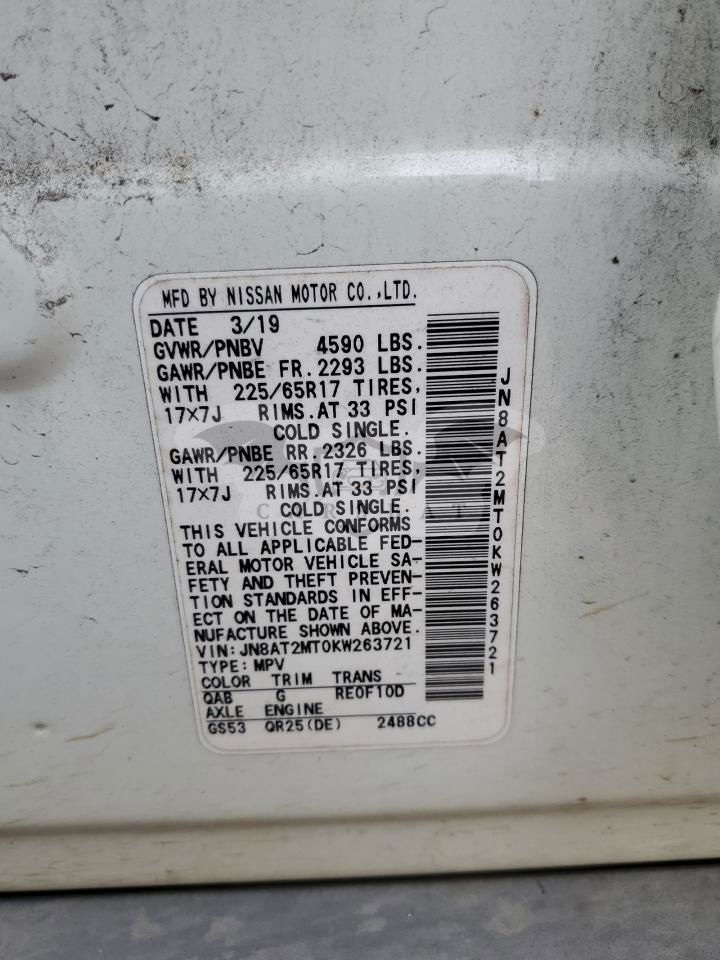 MFD BY NISSAN MOTOR CO.,LTD.
DATE 3/19
GVWR/PNBV 4590 LBS.
GAWR/PNBE FR. 2293 LBS.
WITH 225/65R17 TIRES,
17×7J RIMS. AT 33 PSI
COLD SINGLE.
GAWR/PNBE RR. 2326 LBS.
WITH 225/65R17 TIRES,
17×7J RIMS. AT 33 PSI
COLD SINGLE.
THIS VEHICLE CONFORMS
TO ALL APPLICABLE FED-
ERAL MOTOR VEHICLE SA-
FETY AND THEFT PREVEN-
TION STANDARDS IN EFF-
ECT ON THE DATE OF MA-
NUFACTURE SHOWN ABOVE.
VIN: JN8AT2MT0KW263721
TYPE: MPV
COLOR TRIM TRANS
QAB G RE0F10D
AXLE ENGINE
GS53 QR25(DE) 2488CC
JN8AT2MT0KW263721